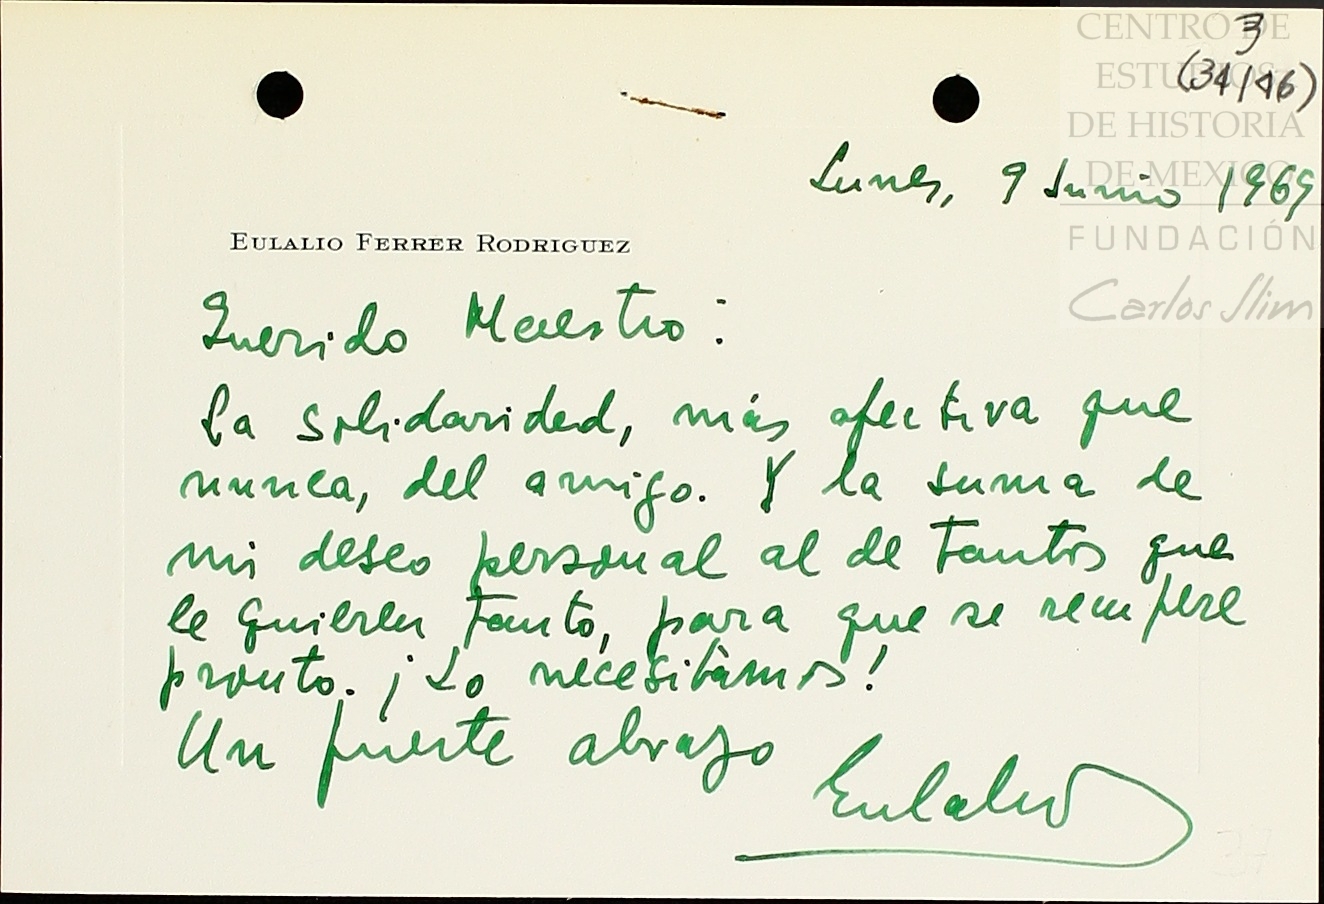 CENTRO DE
ESTUDIOS
DE HISTORIA
DE MEXICO
FUNDACIÓN
Carlos Slim
3
(34/46)
Lunes, 9 Junio 1969
EULALIO FERRER RODRIGUEZ
Querido Maestro:
La solidaridad, más afectiva que
nunca, del amigo. Y la suma de
mi deseo personal al de tantos que
le quieren tanto, para que se recupere
pronto. ¡Lo necesitamos!
Un fuerte abrazo
Eulalio
37